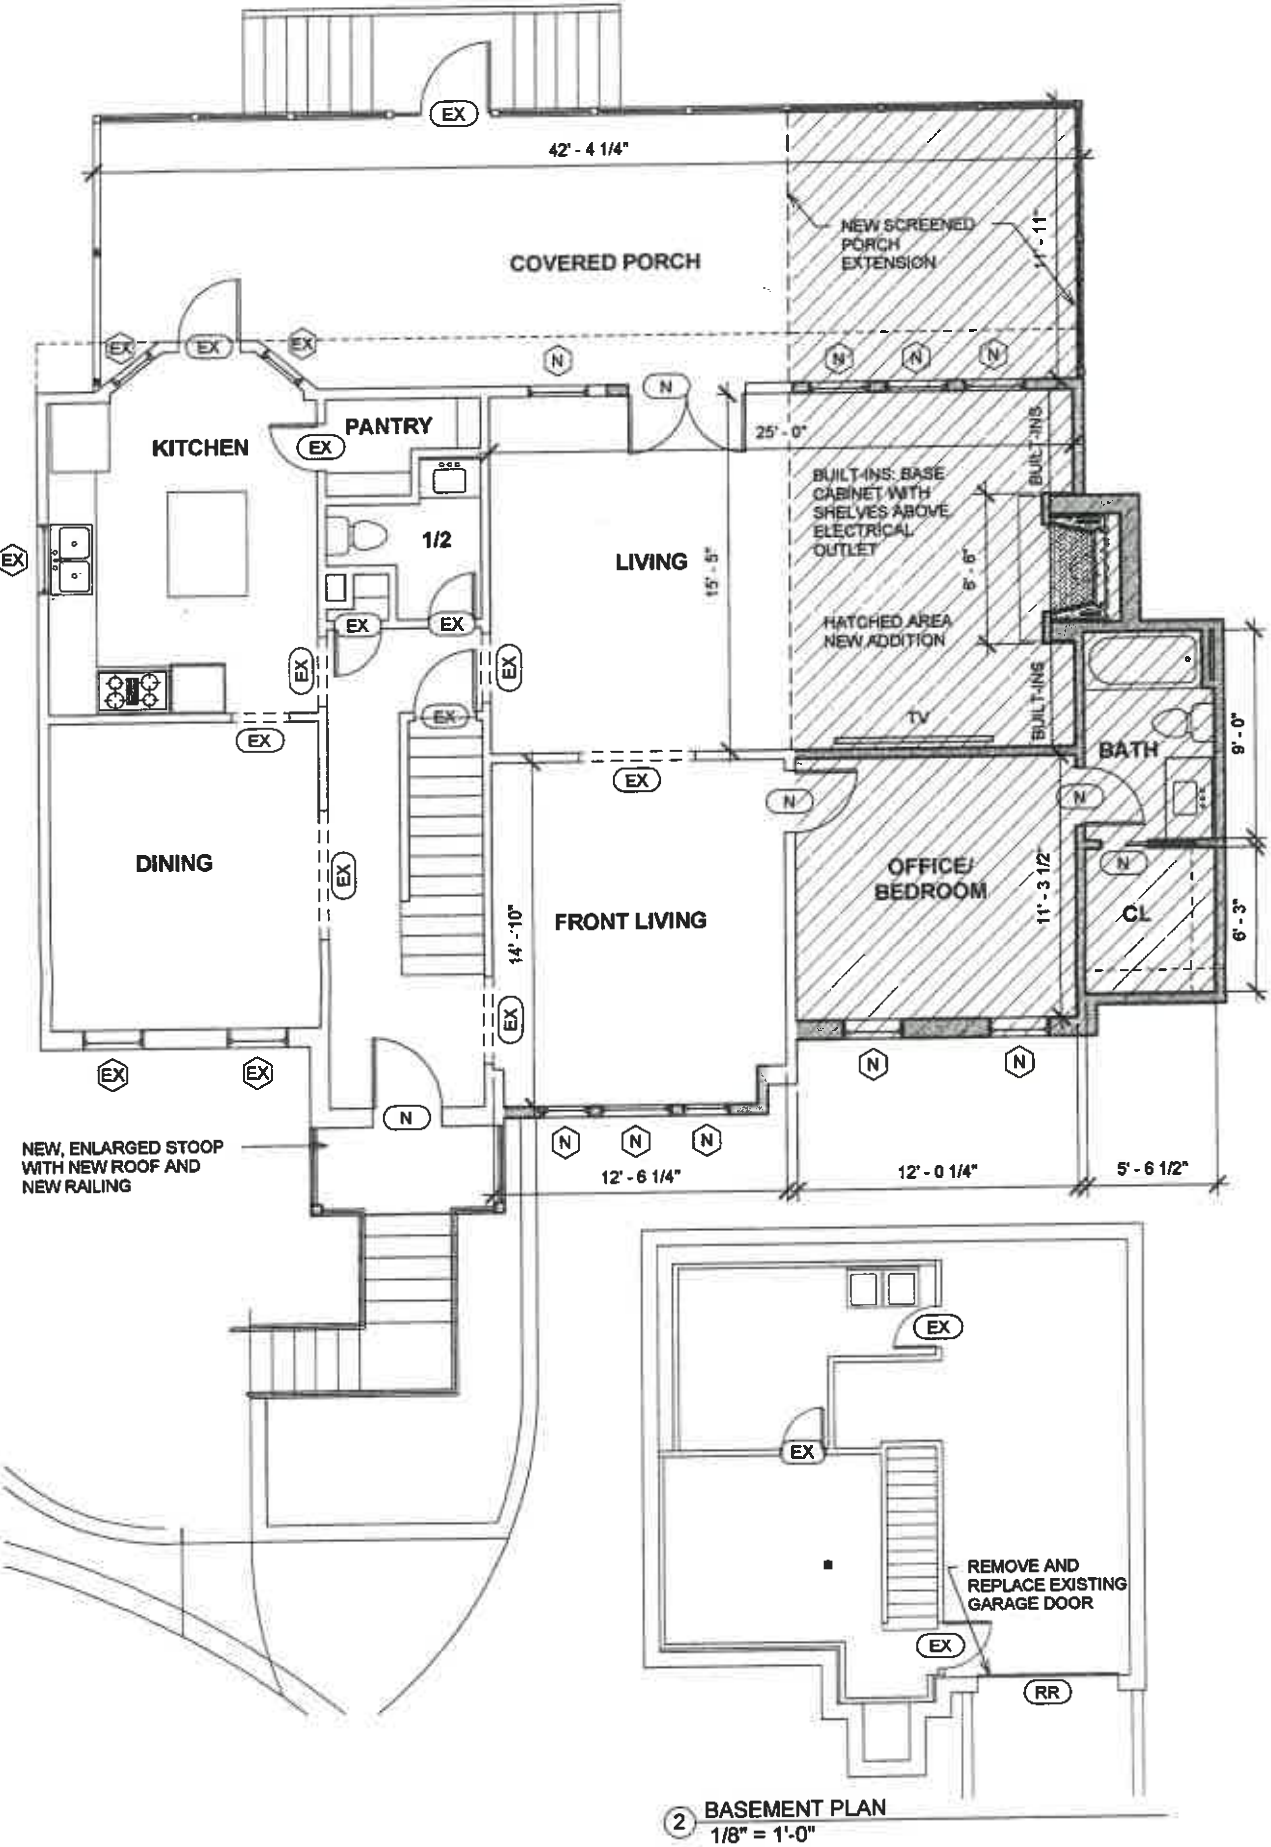 EX
42' - 4 1/4"
NEW SCREENED
PORCH
EXTENSION
11' - 11"
COVERED PORCH
EX
EX
EX
N
N
N
N
N
KITCHEN
EX
PANTRY
25' - 0"
BUILT-INS
BUILT-INS: BASE
CABINET WITH
SHELVES ABOVE,
ELECTRICAL
OUTLET
EX
1/2
LIVING
15' - 5"
6' - 6"
HATCHED AREA
NEW ADDITION
EX
EX
EX
EX
EX
EX
TV
BUILT-INS
BATH
9' - 0"
EX
N
N
DINING
EX
OFFICE/
BEDROOM
11' - 3 1/2"
N
CL
6' - 3"
FRONT LIVING
14' - 10"
EX
EX
EX
N
N
N
N
N
N
NEW, ENLARGED STOOP
WITH NEW ROOF AND
NEW RAILING
12' - 6 1/4"
12' - 0 1/4"
5' - 6 1/2"
EX
EX
REMOVE AND
REPLACE EXISTING
GARAGE DOOR
EX
RR
2
BASEMENT PLAN
1/8" = 1'-0"